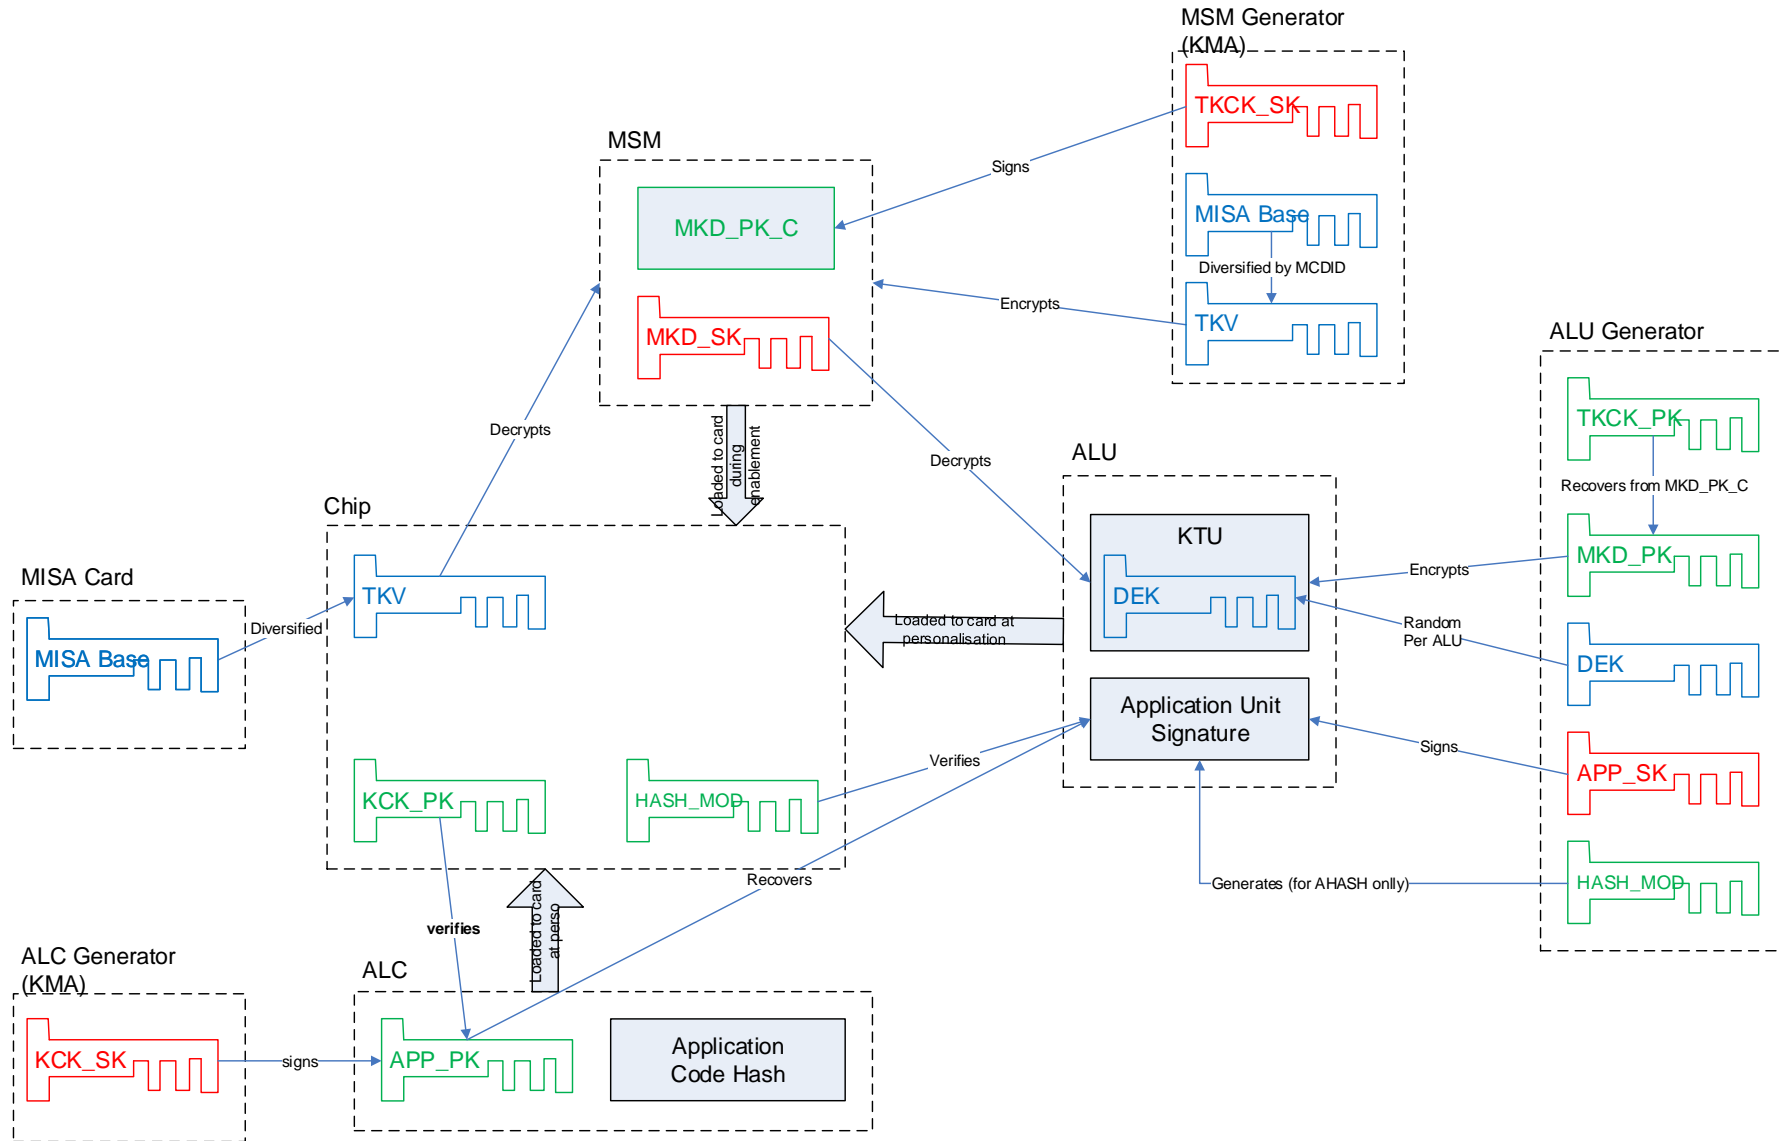 MSM Generator
(KMA)
TKCK_SK
MSM
Signs
MKD_PK_C
MISA Base
Diversified by MCDID
Encrypts
TKV
MKD_SK
ALU Generator
TKCK_PK
Decrypts
Loaded to card
during
enablement
Decrypts
ALU
Recovers from MKD_PK_C
Chip
KTU
MKD_PK
Encrypts
MISA Card
TKV
DEK
Diversified
Loaded to card at
personalisation
Random
Per ALU
MISA Base
DEK
Application Unit
Signature
Signs
Verifies
APP_SK
KCK_PK
HASH_MOD
Recovers
Generates (for AHASH onlly)
HASH_MOD
verifies
Loaded to card
at perso
ALC Generator
(KMA)
ALC
KCK_SK
signs
APP_PK
Application
Code Hash